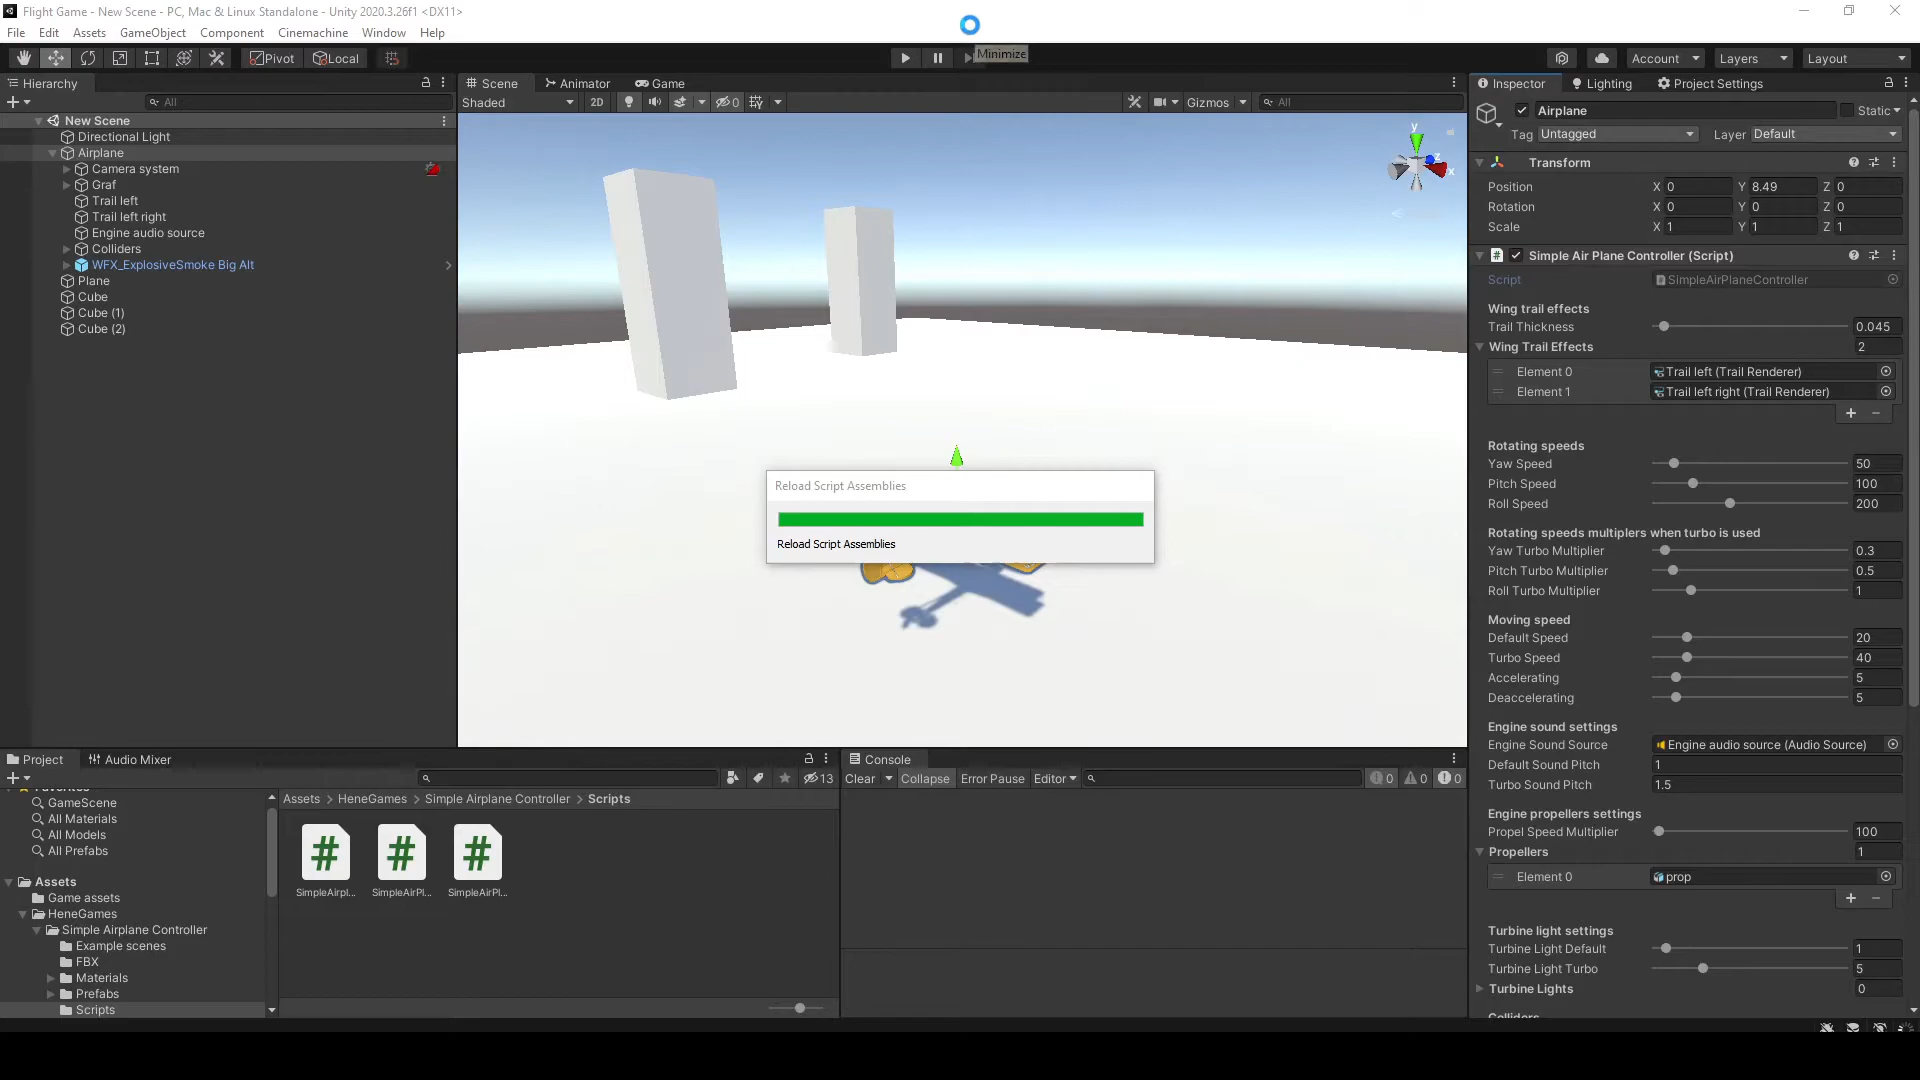 Flight Game - New Scene - PC, Mac & Linux Standalone - Unity 2020.3.26f1 <DX11>
File Edit Assets GameObject Component Cinemachine Window Help
Minimize
Pivot Local
Account Layers Layout
Hierarchy
All
New Scene
Directional Light
Airplane
Camera system
Graf
Trail left
Trail left right
Engine audio source
Colliders
WFX_ExplosiveSmoke Big Alt
Plane
Cube
Cube (1)
Cube (2)
Scene Animator Game
Shaded 2D 0 Gizmos All
y
z
x
Reload Script Assemblies
Reload Script Assemblies
Inspector Lighting Project Settings
Airplane Static
Tag Untagged Layer Default
Transform
Position X 0 Y 8.49 Z 0
Rotation X 0 Y 0 Z 0
Scale X 1 Y 1 Z 1
# Simple Air Plane Controller (Script)
Script SimpleAirPlaneController
Wing trail effects
Trail Thickness 0.045
Wing Trail Effects 2
Element 0 Trail left (Trail Renderer)
Element 1 Trail left right (Trail Renderer)
Rotating speeds
Yaw Speed 50
Pitch Speed 100
Roll Speed 200
Rotating speeds multiplers when turbo is used
Yaw Turbo Multiplier 0.3
Pitch Turbo Multiplier 0.5
Roll Turbo Multiplier 1
Moving speed
Default Speed 20
Turbo Speed 40
Accelerating 5
Deaccelerating 5
Engine sound settings
Engine Sound Source Engine audio source (Audio Source)
Default Sound Pitch 1
Turbo Sound Pitch 1.5
Engine propellers settings
Propel Speed Multiplier 100
Propellers 1
Element 0 prop
Turbine light settings
Turbine Light Default 1
Turbine Light Turbo 5
Turbine Lights 0
Colliders
Project Audio Mixer
13
Favorites
GameScene
All Materials
All Models
All Prefabs
Assets
Game assets
HeneGames
Simple Airplane Controller
Example scenes
FBX
Materials
Prefabs
Scripts
Assets > HeneGames > Simple Airplane Controller > Scripts
# # #
SimpleAirpl... SimpleAirPl... SimpleAirPl...
Console
Clear Collapse Error Pause Editor 0 0 0